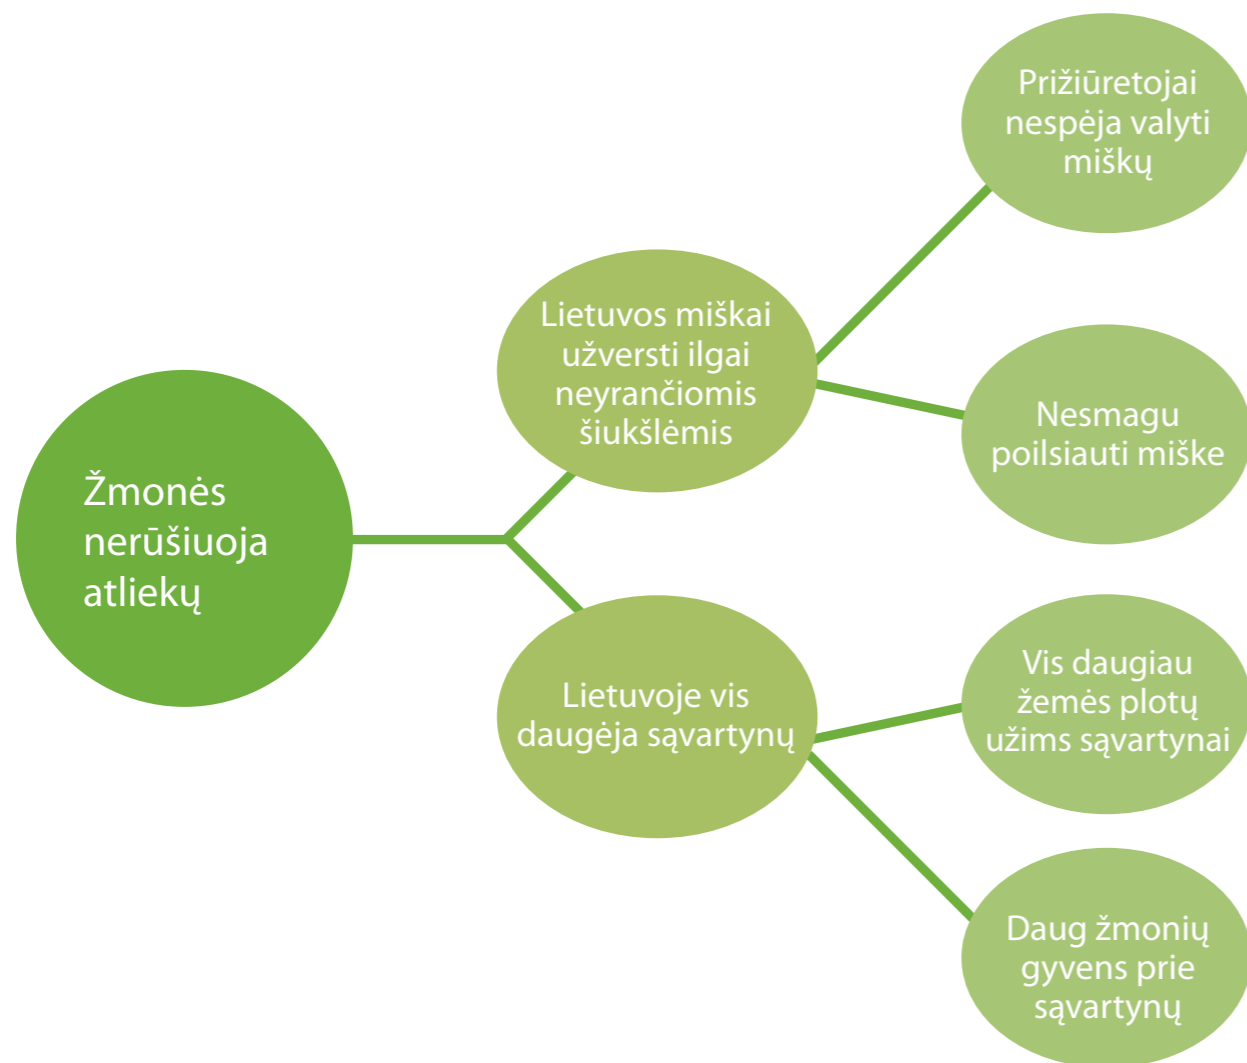 Žmonės
nerūšiuoja
atliekų
Lietuvos miškai
užversti ilgai
neyrančiomis
šiukšlėmis
Prižiūretojai
nespėja valyti
miškų
Nesmagu
poilsiauti miške
Lietuvoje vis
daugėja sąvartynų
Vis daugiau
žemės plotų
užims sąvartynai
Daug žmonių
gyvens prie
sąvartynų